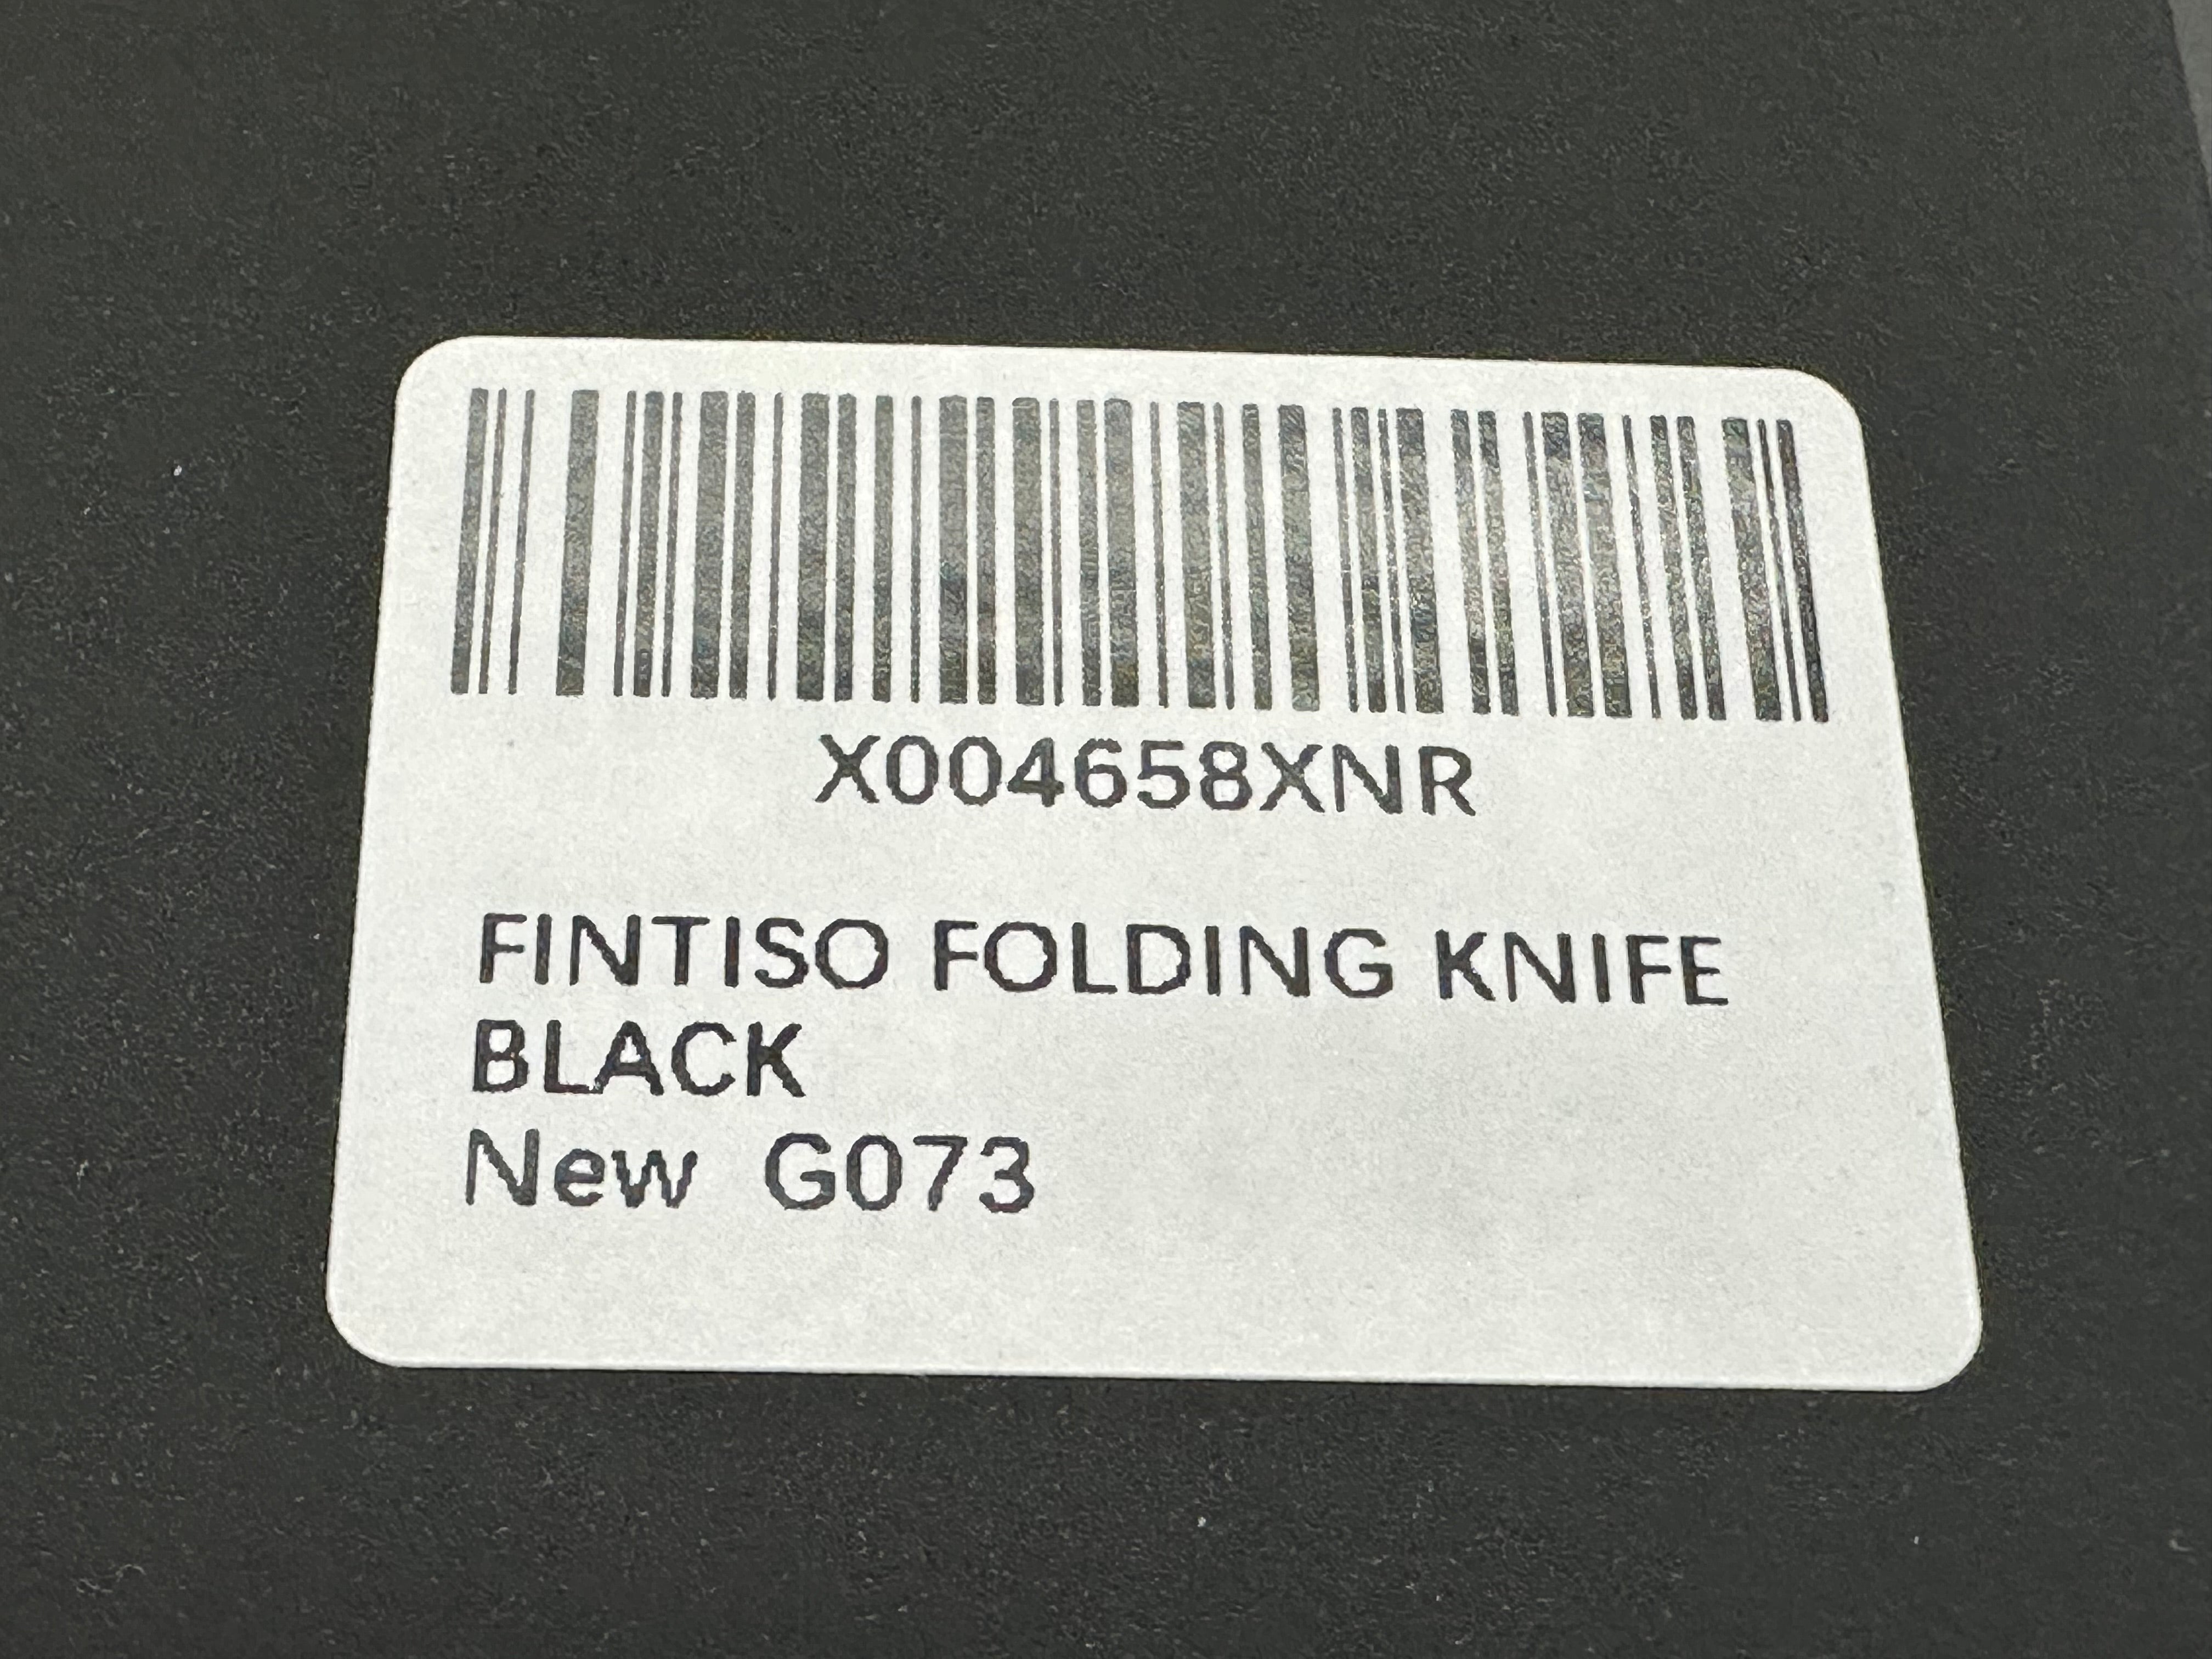 X004658XNR
FINTISO FOLDING KNIFE
BLACK
New G073